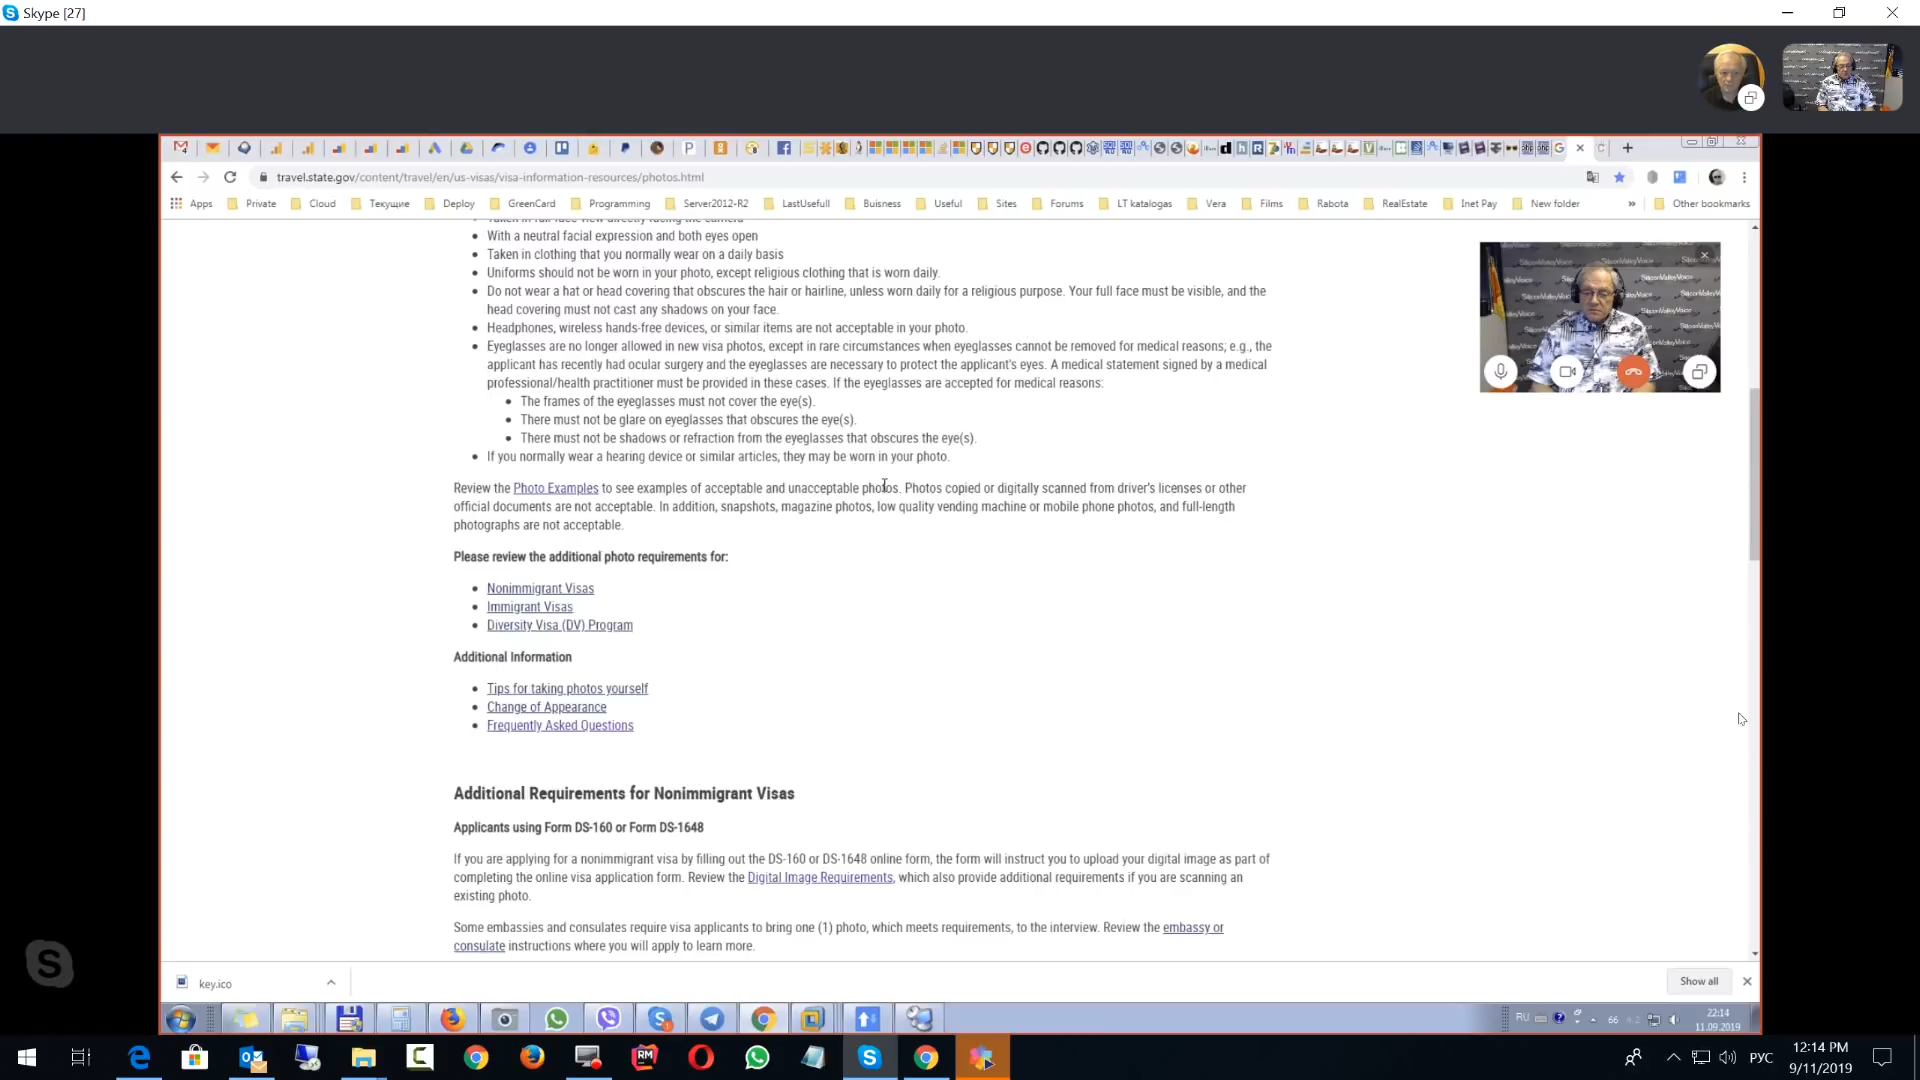 Skype [27]
travel.state.gov/content/travel/en/us-visas/visa-information-resources/photos.html
Apps Private Cloud Текущие Deploy GreenCard Programming Server2012-R2 LastUsefull Buisness Useful Sites Forums LT katalogas Vera Films Rabota RealEstate Inet Pay New folder » Other bookmarks
Taken in full-face view directly facing the camera
With a neutral facial expression and both eyes open
Taken in clothing that you normally wear on a daily basis
Uniforms should not be worn in your photo, except religious clothing that is worn daily.
Do not wear a hat or head covering that obscures the hair or hairline, unless worn daily for a religious purpose. Your full face must be visible, and the
head covering must not cast any shadows on your face.
Headphones, wireless hands-free devices, or similar items are not acceptable in your photo.
Eyeglasses are no longer allowed in new visa photos, except in rare circumstances when eyeglasses cannot be removed for medical reasons; e.g., the
applicant has recently had ocular surgery and the eyeglasses are necessary to protect the applicant's eyes. A medical statement signed by a medical
professional/health practitioner must be provided in these cases. If the eyeglasses are accepted for medical reasons:
The frames of the eyeglasses must not cover the eye(s).
There must not be glare on eyeglasses that obscures the eye(s).
There must not be shadows or refraction from the eyeglasses that obscures the eye(s).
If you normally wear a hearing device or similar articles, they may be worn in your photo.
Review the Photo Examples to see examples of acceptable and unacceptable photos. Photos copied or digitally scanned from driver's licenses or other
official documents are not acceptable. In addition, snapshots, magazine photos, low quality vending machine or mobile phone photos, and full-length
photographs are not acceptable.
Please review the additional photo requirements for:
Nonimmigrant Visas
Immigrant Visas
Diversity Visa (DV) Program
Additional Information
Tips for taking photos yourself
Change of Appearance
Frequently Asked Questions
Additional Requirements for Nonimmigrant Visas
Applicants using Form DS-160 or Form DS-1648
If you are applying for a nonimmigrant visa by filling out the DS-160 or DS-1648 online form, the form will instruct you to upload your digital image as part of
completing the online visa application form. Review the Digital Image Requirements, which also provide additional requirements if you are scanning an
existing photo.
Some embassies and consulates require visa applicants to bring one (1) photo, which meets requirements, to the interview. Review the embassy or
consulate instructions where you will apply to learn more.
key.ico
Show all
RU
66
22:14
11.09.2019
РУС
12:14 PM
9/11/2019